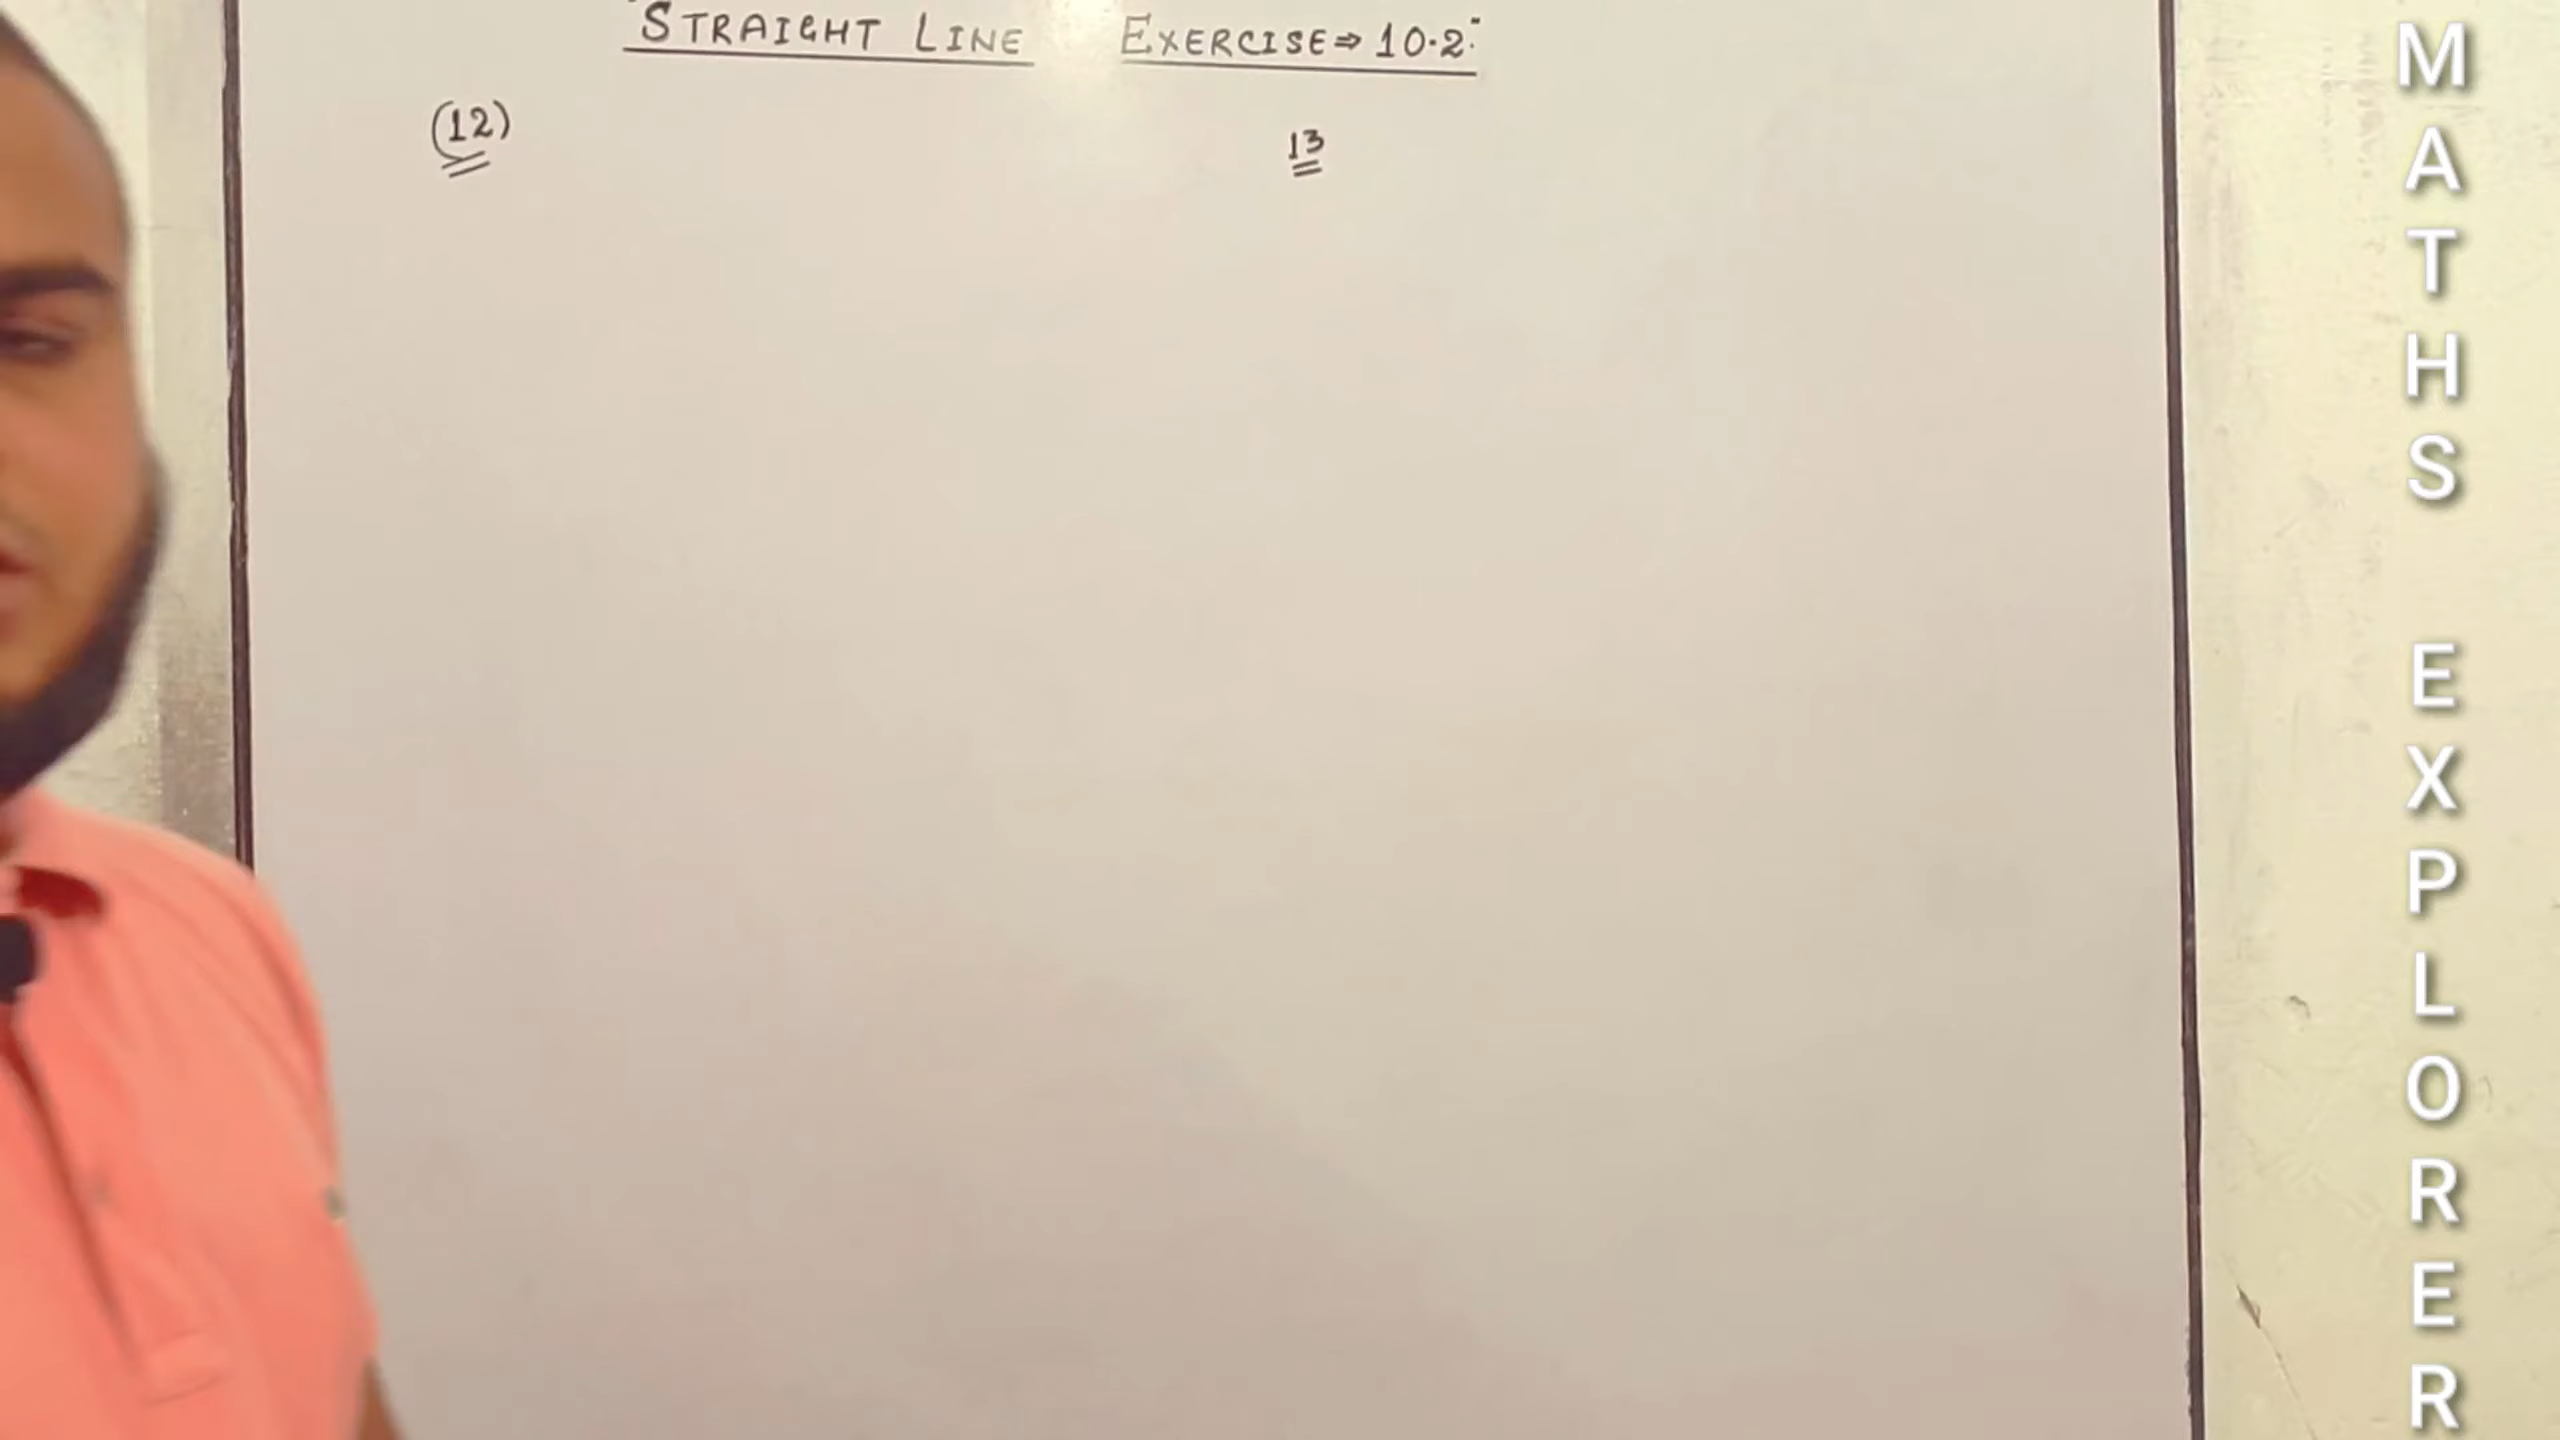 "STRAIGHT LINE EXERCISE⇒ 10.2:"
(12)
13
MATHS EXPLORER